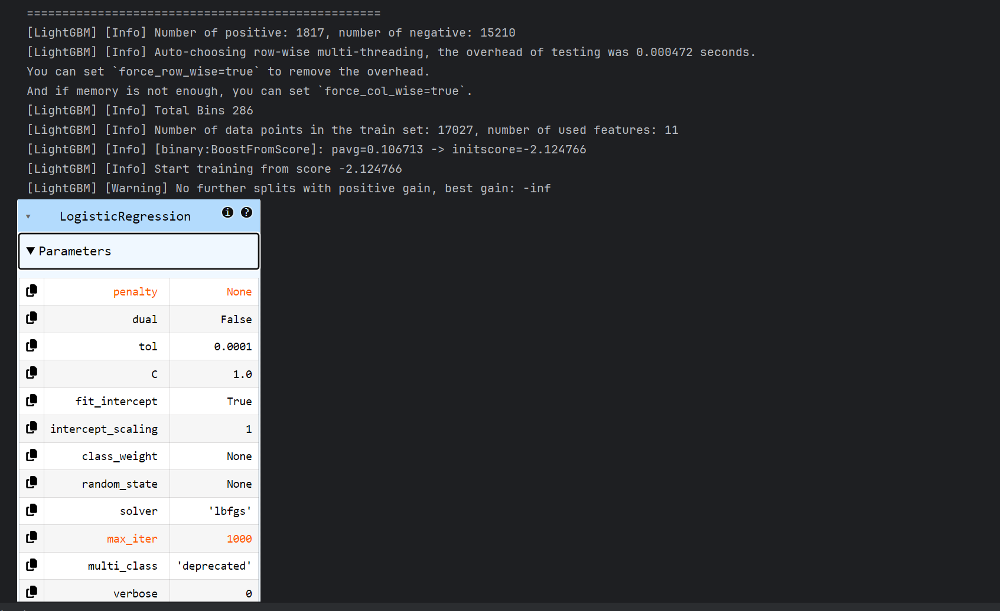 ==================================================
[LightGBM] [Info] Number of positive: 1817, number of negative: 15210
[LightGBM] [Info] Auto-choosing row-wise multi-threading, the overhead of testing was 0.000472 seconds.
You can set `force_row_wise=true` to remove the overhead.
And if memory is not enough, you can set `force_col_wise=true`.
[LightGBM] [Info] Total Bins 286
[LightGBM] [Info] Number of data points in the train set: 17027, number of used features: 11
[LightGBM] [Info] [binary:BoostFromScore]: pavg=0.106713 -> initscore=-2.124766
[LightGBM] [Info] Start training from score -2.124766
[LightGBM] [Warning] No further splits with positive gain, best gain: -inf
▾ LogisticRegression i ?
▼ Parameters
penalty None
dual False
tol 0.0001
C 1.0
fit_intercept True
intercept_scaling 1
class_weight None
random_state None
solver 'lbfgs'
max_iter 1000
multi_class 'deprecated'
verbose 0